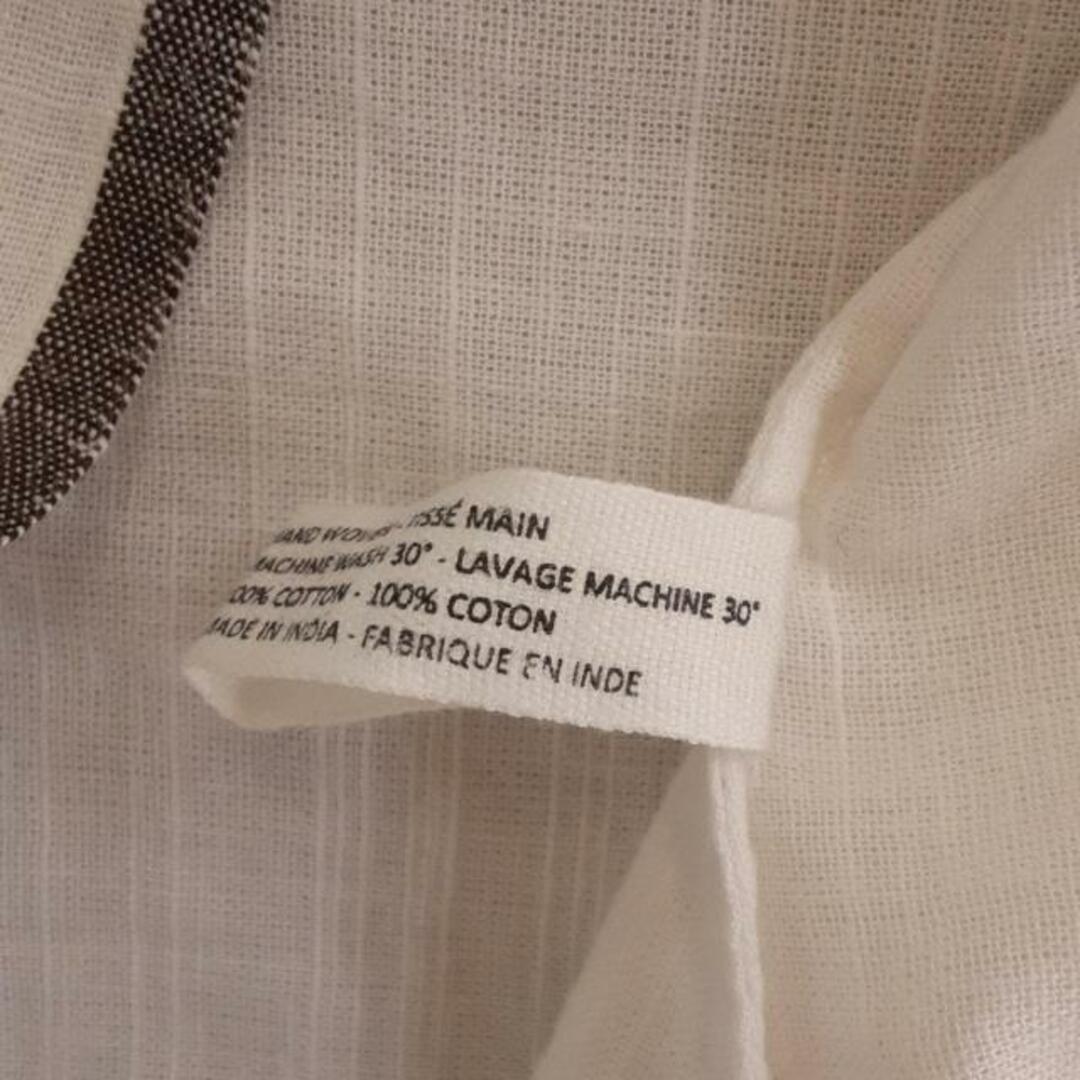 HAND WOVEN - TISSÉ MAIN
MACHINE WASH 30° - LAVAGE MACHINE 30°
100% COTTON - 100% COTON
MADE IN INDIA - FABRIQUE EN INDE